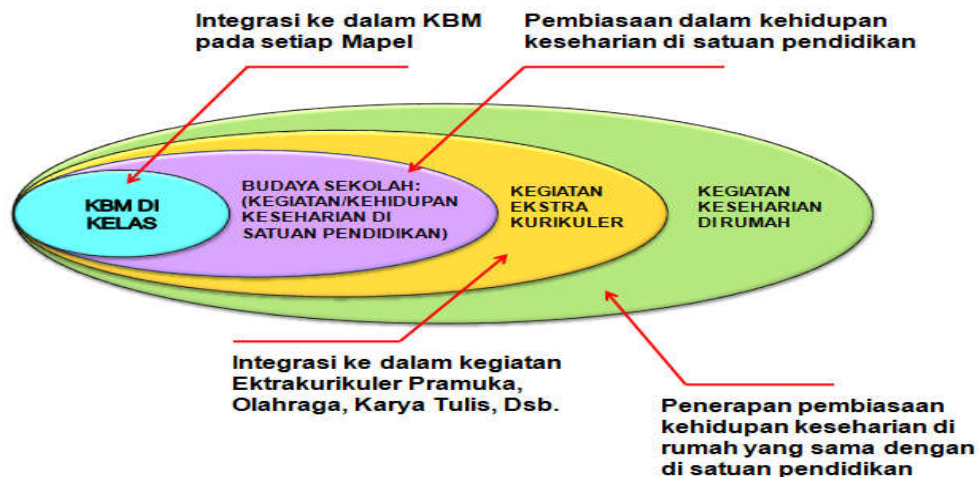 Integrasi ke dalam KBM
pada setiap Mapel
Pembiasaan dalam kehidupan
keseharian di satuan pendidikan
KBM DI
KELAS
BUDAYA SEKOLAH:
(KEGIATAN/KEHIDUPAN
KESEHARIAN DI
SATUAN PENDIDIKAN)
KEGIATAN
EKSTRA
KURIKULER
KEGIATAN
KESEHARIAN
DI RUMAH
Integrasi ke dalam kegiatan
Ektrakurikuler Pramuka,
Olahraga, Karya Tulis, Dsb.
Penerapan pembiasaan
kehidupan keseharian di
rumah yang sama dengan
di satuan pendidikan